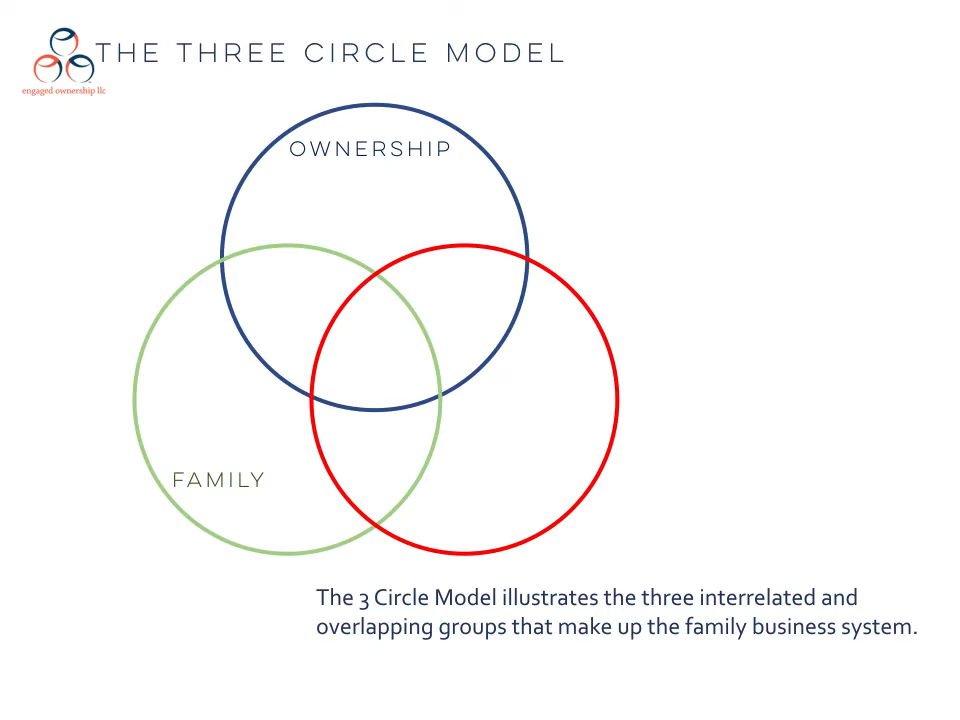 THE THREE CIRCLE MODEL
engaged ownership llc
OWNERSHIP
FAMILY
The 3 Circle Model illustrates the three interrelated and
overlapping groups that make up the family business system.